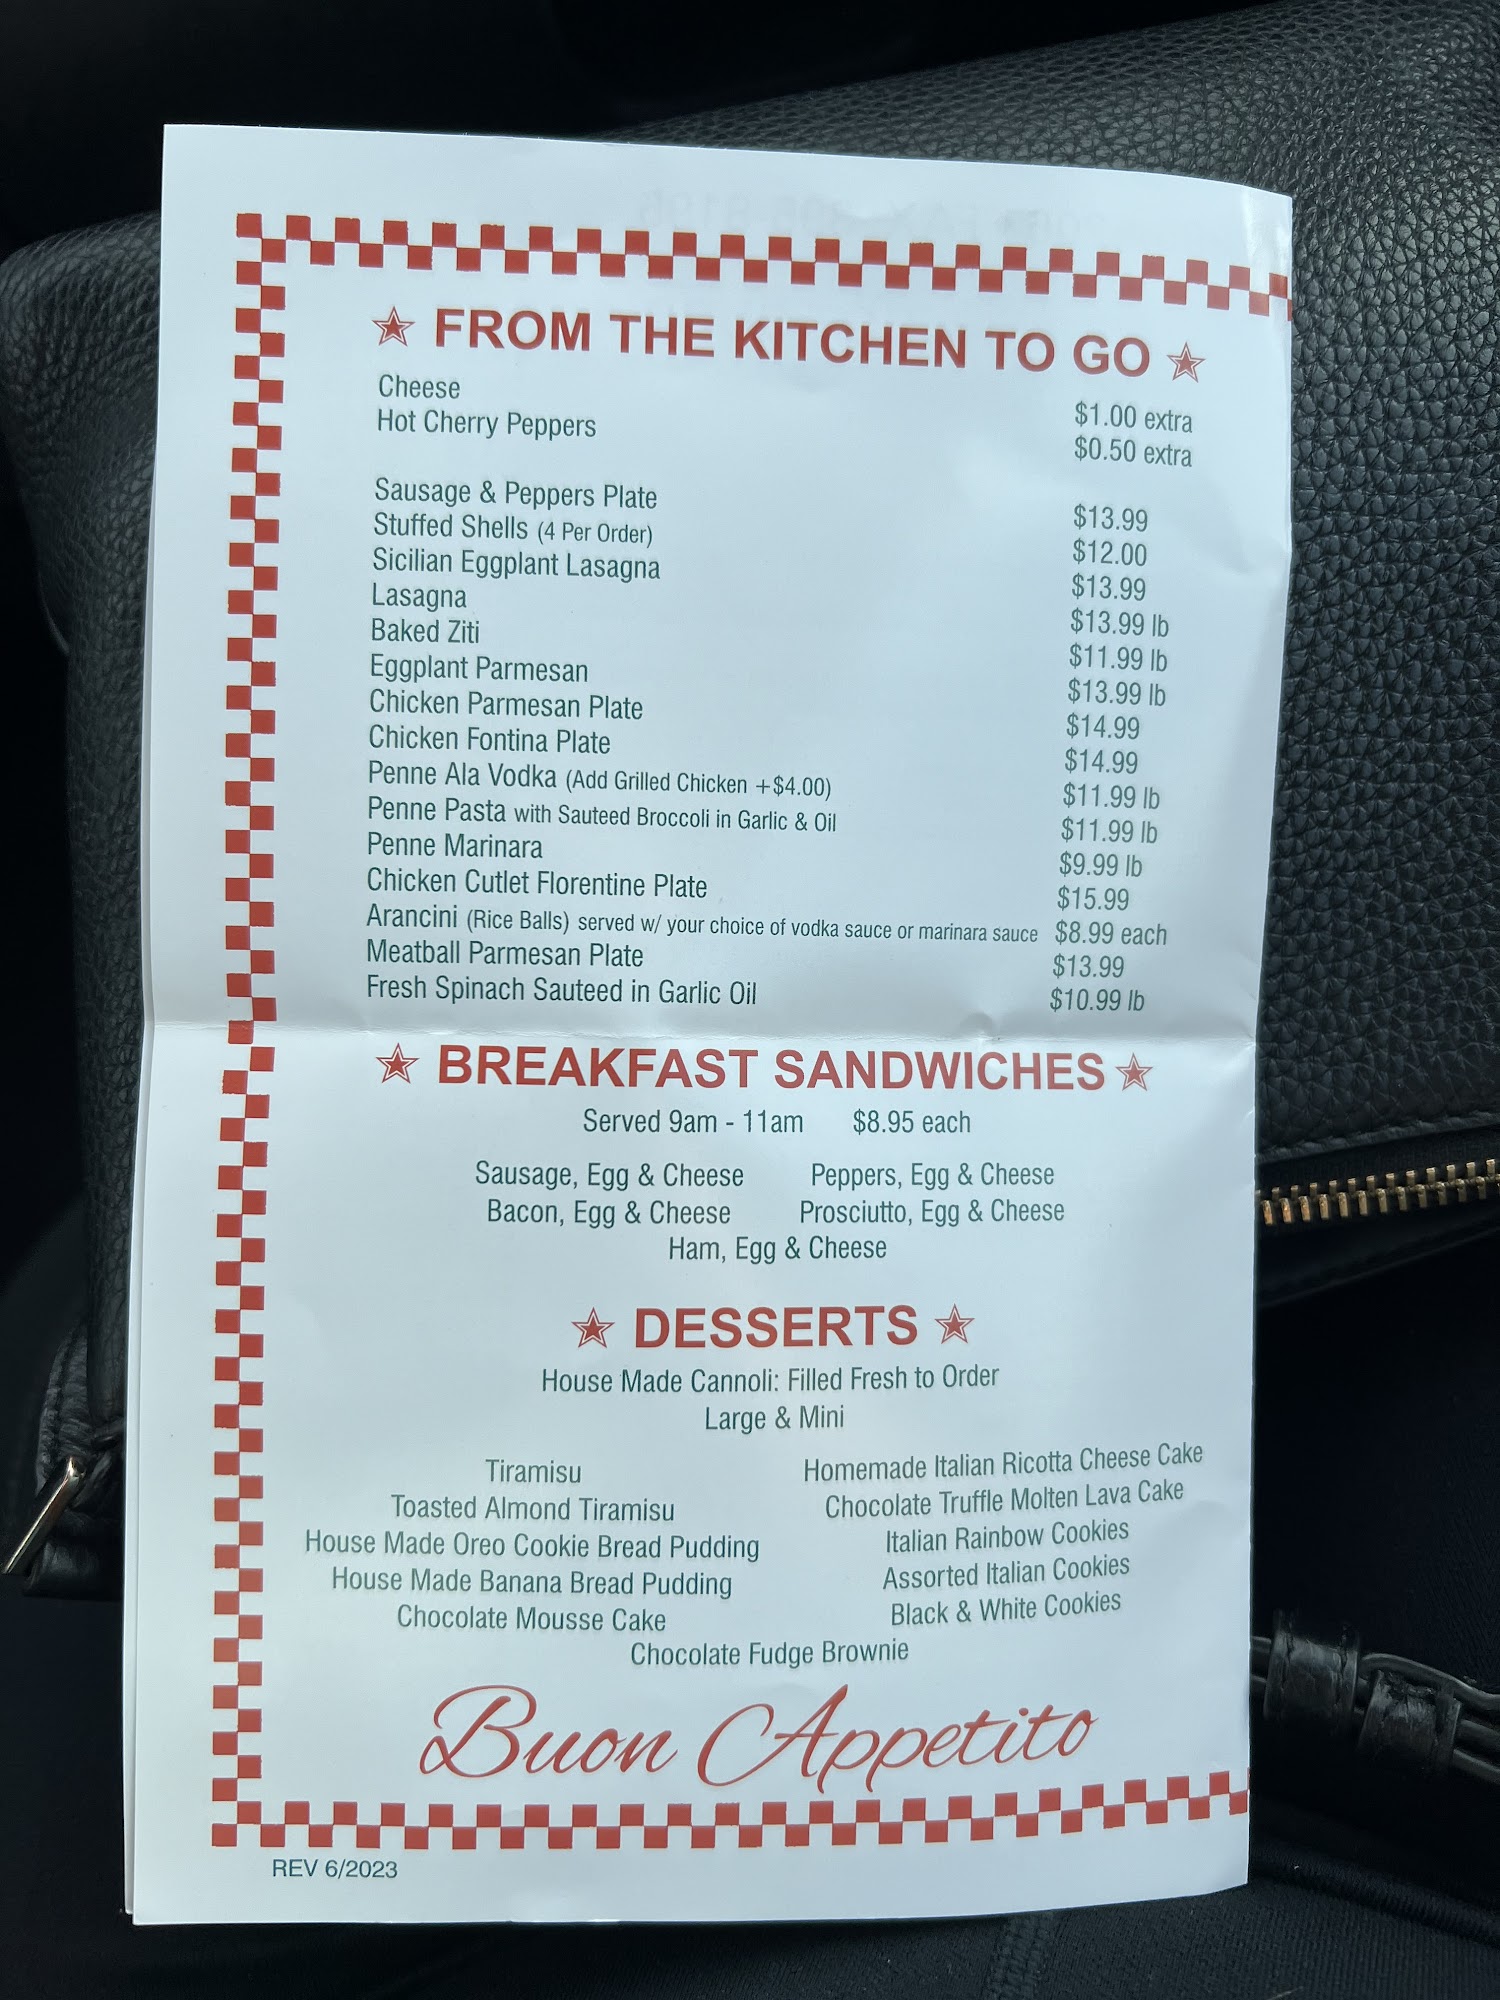 FROM THE KITCHEN TO GO
Cheese $1.00 extra
Hot Cherry Peppers $0.50 extra
Sausage & Peppers Plate $13.99
Stuffed Shells (4 Per Order) $12.00
Sicilian Eggplant Lasagna $13.99
Lasagna $13.99 lb
Baked Ziti $11.99 lb
Eggplant Parmesan $13.99 lb
Chicken Parmesan Plate $14.99
Chicken Fontina Plate $14.99
Penne Ala Vodka (Add Grilled Chicken +$4.00) $11.99 lb
Penne Pasta with Sauteed Broccoli in Garlic & Oil $11.99 lb
Penne Marinara $9.99 lb
Chicken Cutlet Florentine Plate $15.99
Arancini (Rice Balls) served w/ your choice of vodka sauce or marinara sauce $8.99 each
Meatball Parmesan Plate $13.99
Fresh Spinach Sauteed in Garlic Oil $10.99 lb
BREAKFAST SANDWICHES
Served 9am - 11am $8.95 each
Sausage, Egg & Cheese Peppers, Egg & Cheese
Bacon, Egg & Cheese Prosciutto, Egg & Cheese
Ham, Egg & Cheese
DESSERTS
House Made Cannoli: Filled Fresh to Order
Large & Mini
Tiramisu Homemade Italian Ricotta Cheese Cake
Toasted Almond Tiramisu Chocolate Truffle Molten Lava Cake
House Made Oreo Cookie Bread Pudding Italian Rainbow Cookies
House Made Banana Bread Pudding Assorted Italian Cookies
Chocolate Mousse Cake Black & White Cookies
Chocolate Fudge Brownie
Buon Appetito
REV 6/2023